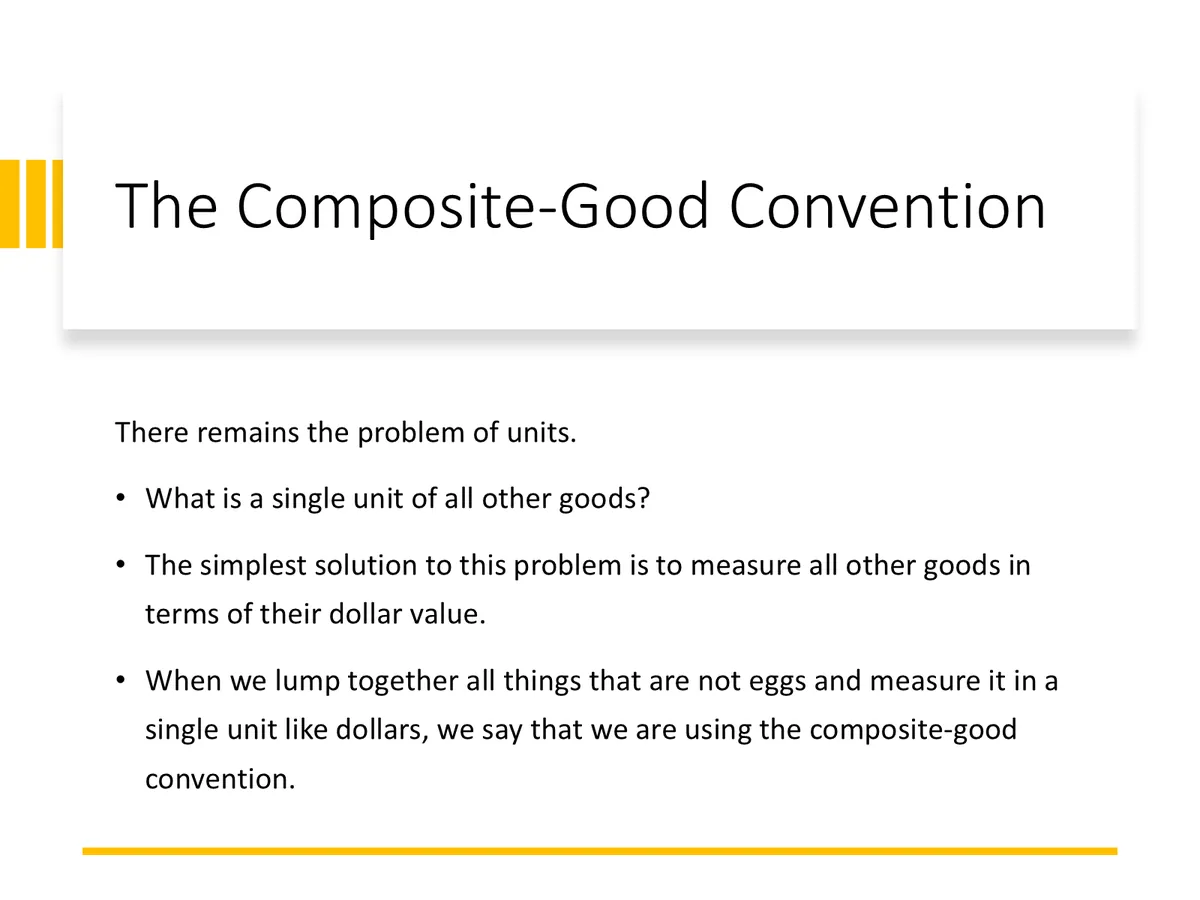 The Composite-Good Convention
There remains the problem of units.
• What is a single unit of all other goods?
• The simplest solution to this problem is to measure all other goods in
terms of their dollar value.
• When we lump together all things that are not eggs and measure it in a
single unit like dollars, we say that we are using the composite-good
convention.